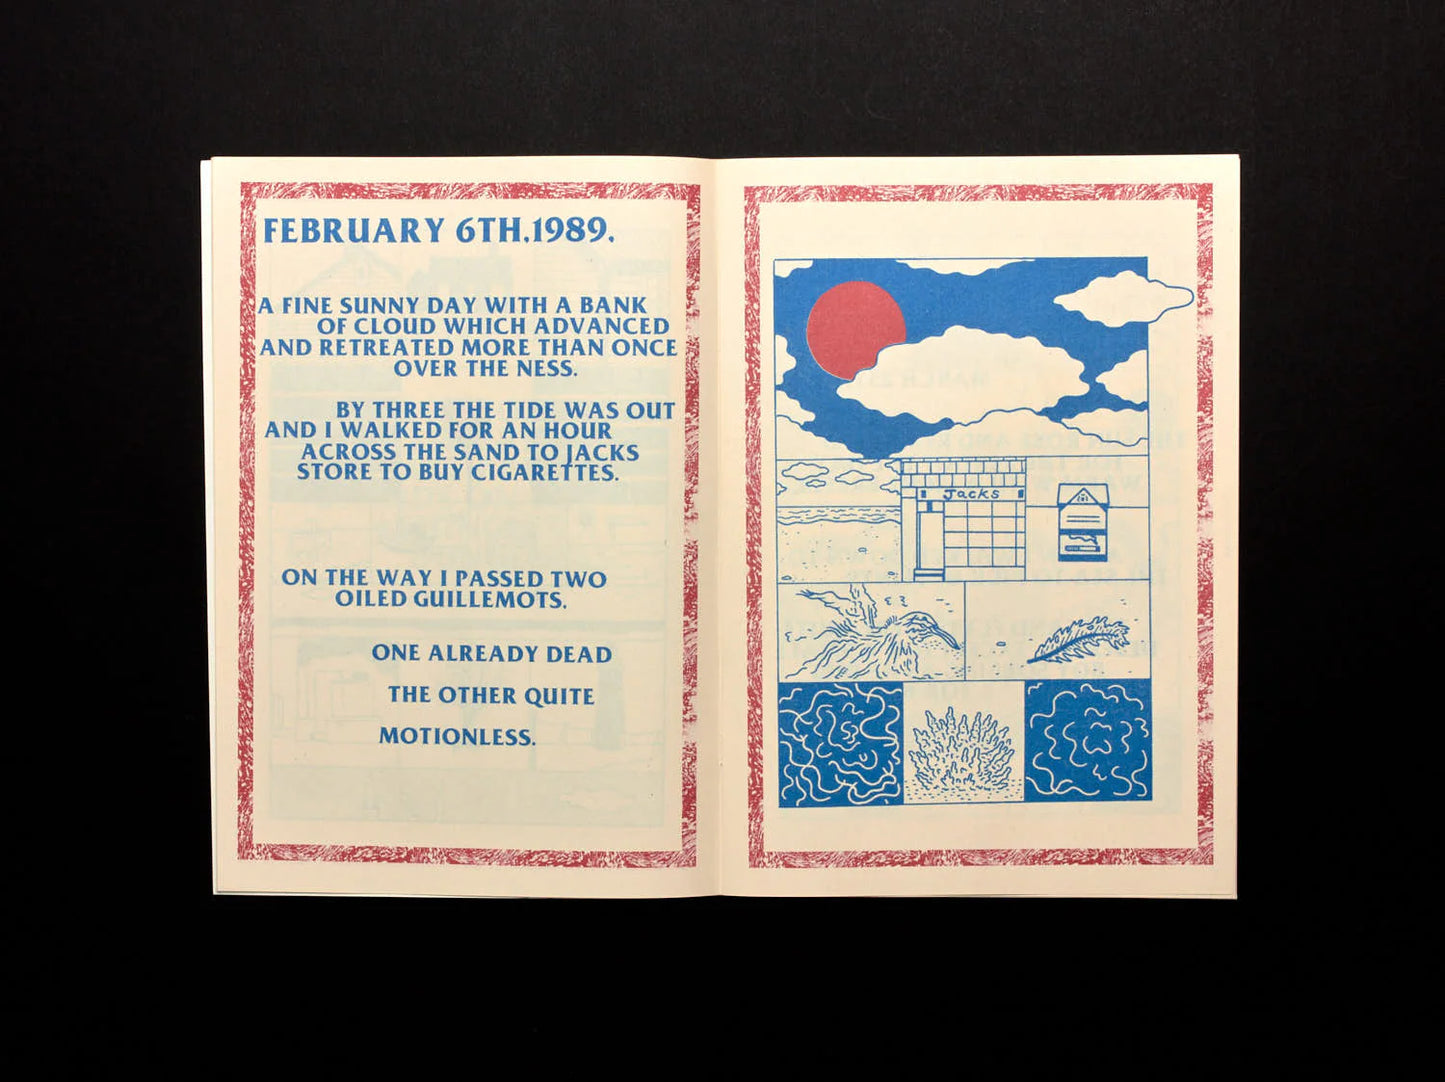 FEBRUARY 6TH,1989.
A FINE SUNNY DAY WITH A BANK
OF CLOUD WHICH ADVANCED
AND RETREATED MORE THAN ONCE
OVER THE NESS.
BY THREE THE TIDE WAS OUT
AND I WALKED FOR AN HOUR
ACROSS THE SAND TO JACKS
STORE TO BUY CIGARETTES.
ON THE WAY I PASSED TWO
OILED GUILLEMOTS.
ONE ALREADY DEAD
THE OTHER QUITE
MOTIONLESS.
Jacks